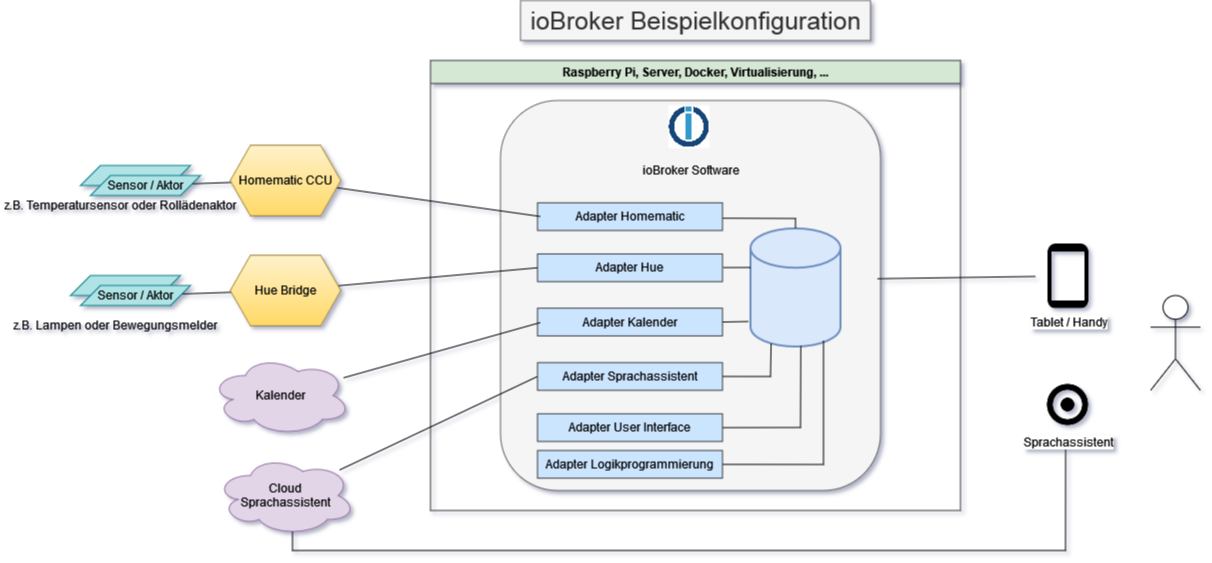 ioBroker Beispielkonfiguration
Raspberry Pi, Server, Docker, Virtualisierung, ...
ioBroker Software
Sensor / Aktor
Homematic CCU
z.B. Temperatursensor oder Rollädenaktor
Adapter Homematic
Adapter Hue
Sensor / Aktor
Hue Bridge
z.B. Lampen oder Bewegungsmelder
Adapter Kalender
Tablet / Handy
Adapter Sprachassistent
Kalender
Adapter User Interface
Sprachassistent
Adapter Logikprogrammierung
Cloud
Sprachassistent